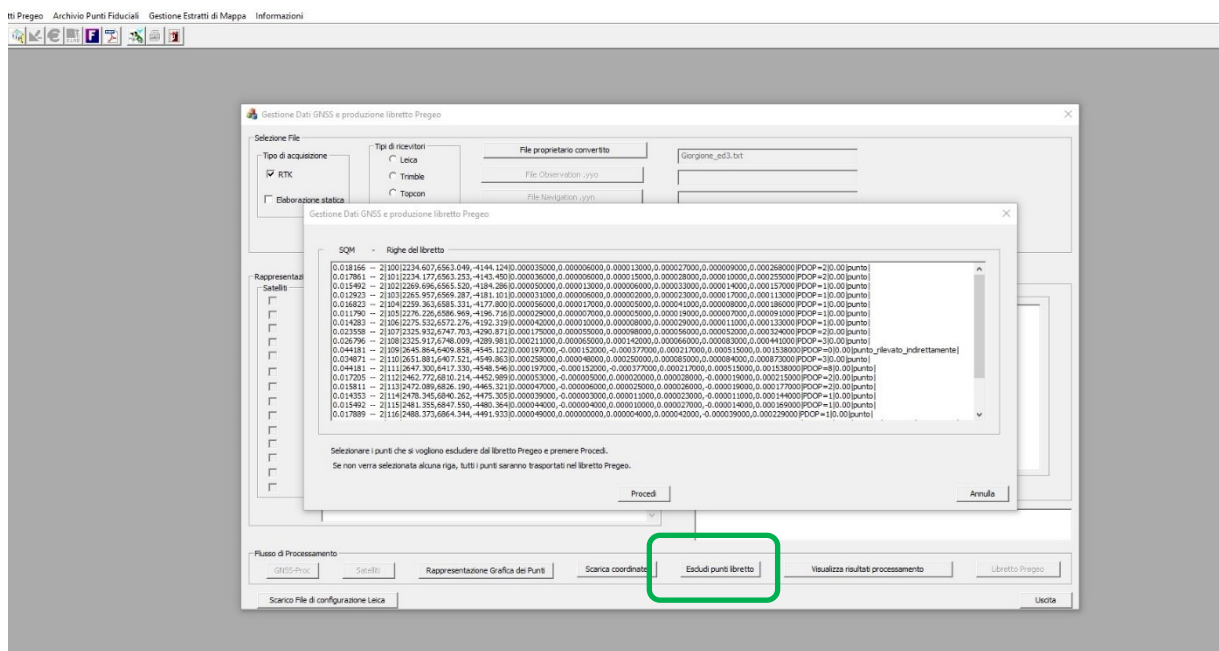 tti Pregeo Archivio Punti Fiduciali Gestione Estratti di Mappa Informazioni
Gestione Dati GNSS e produzione libretto Pregeo
Selezione File
Tipo di acquisizione
RTK
Elaborazione statica
Tipi di ricevitori
Leica
Trimble
Topcon
File proprietario convertito
Giorgione_ed3.txt
File Observation .yyo
File Navigation .yyn
Gestione Dati GNSS e produzione libretto Pregeo
SQM - Righe del libretto
0.018166 -- 2|100|2234.607,6563.049,-4144.124|0.000035000,0.000006000,0.000013000,0.000027000,0.000009000,0.000268000|PDOP=2|0.00|punto|
0.017861 -- 2|101|2234.177,6563.253,-4143.450|0.000036000,0.000006000,0.000015000,0.000028000,0.000010000,0.000255000|PDOP=2|0.00|punto|
0.015492 -- 2|102|2269.696,6565.520,-4184.286|0.000050000,0.000013000,0.000006000,0.000033000,0.000014000,0.000157000|PDOP=1|0.00|punto|
0.012923 -- 2|103|2265.957,6569.287,-4181.101|0.000031000,0.000006000,0.000002000,0.000023000,0.000017000,0.000113000|PDOP=1|0.00|punto|
0.016823 -- 2|104|2259.363,6585.331,-4177.800|0.000056000,0.000017000,0.000005000,0.000041000,0.000008000,0.000186000|PDOP=1|0.00|punto|
0.011790 -- 2|105|2276.226,6586.969,-4196.716|0.000029000,0.000007000,0.000005000,0.000019000,0.000007000,0.000091000|PDOP=1|0.00|punto|
0.014283 -- 2|106|2275.532,6572.276,-4192.319|0.000042000,0.000010000,0.000008000,0.000029000,0.000011000,0.000133000|PDOP=1|0.00|punto|
0.023558 -- 2|107|2325.932,6747.703,-4290.871|0.000175000,0.000055000,0.000098000,0.000056000,0.000052000,0.000324000|PDOP=2|0.00|punto|
0.026796 -- 2|108|2325.917,6748.009,-4289.981|0.000211000,0.000065000,0.000142000,0.000066000,0.000083000,0.000441000|PDOP=3|0.00|punto|
0.044181 -- 2|109|2645.864,6409.858,-4545.122|0.000197000,-0.000152000,-0.000377000,0.000217000,0.000515000,0.001538000|PDOP=0|0.00|punto_rilevato_indirettamente|
0.034871 -- 2|110|2651.881,6407.521,-4549.863|0.000258000,0.000048000,0.000250000,0.000085000,0.000084000,0.000873000|PDOP=3|0.00|punto|
0.044181 -- 2|111|2647.300,6417.330,-4548.546|0.000197000,-0.000152000,-0.000377000,0.000217000,0.000515000,0.001538000|PDOP=8|0.00|punto|
0.017205 -- 2|112|2462.772,6810.214,-4452.989|0.000053000,-0.000005000,0.000020000,0.000028000,-0.000019000,0.000215000|PDOP=2|0.00|punto|
0.015811 -- 2|113|2472.089,6826.190,-4465.321|0.000047000,-0.000006000,0.000025000,0.000026000,-0.000019000,0.000177000|PDOP=2|0.00|punto|
0.014353 -- 2|114|2478.345,6840.262,-4475.305|0.000039000,-0.000003000,0.000011000,0.000023000,-0.000011000,0.000144000|PDOP=1|0.00|punto|
0.015492 -- 2|115|2481.355,6847.550,-4480.364|0.000044000,-0.000004000,0.000010000,0.000027000,-0.000014000,0.000169000|PDOP=1|0.00|punto|
0.017889 -- 2|116|2488.373,6864.344,-4491.933|0.000049000,0.000000000,0.000004000,0.000042000,-0.000039000,0.000229000|PDOP=1|0.00|punto|
Selezionare i punti che si vogliono escludere dal libretto Pregeo e premere Procedi.
Se non verra selezionata alcuna riga, tutti i punti saranno trasportati nel libretto Pregeo.
Procedi
Annulla
Rappresentazi
Satelliti
Flusso di Processamento
GNSS-Proc
Satelliti
Rappresentazione Grafica dei Punti
Scarica coordinate
Escludi punti libretto
Visualizza risultati processamento
Libretto Pregeo
Scarico File di configurazione Leica
Uscita